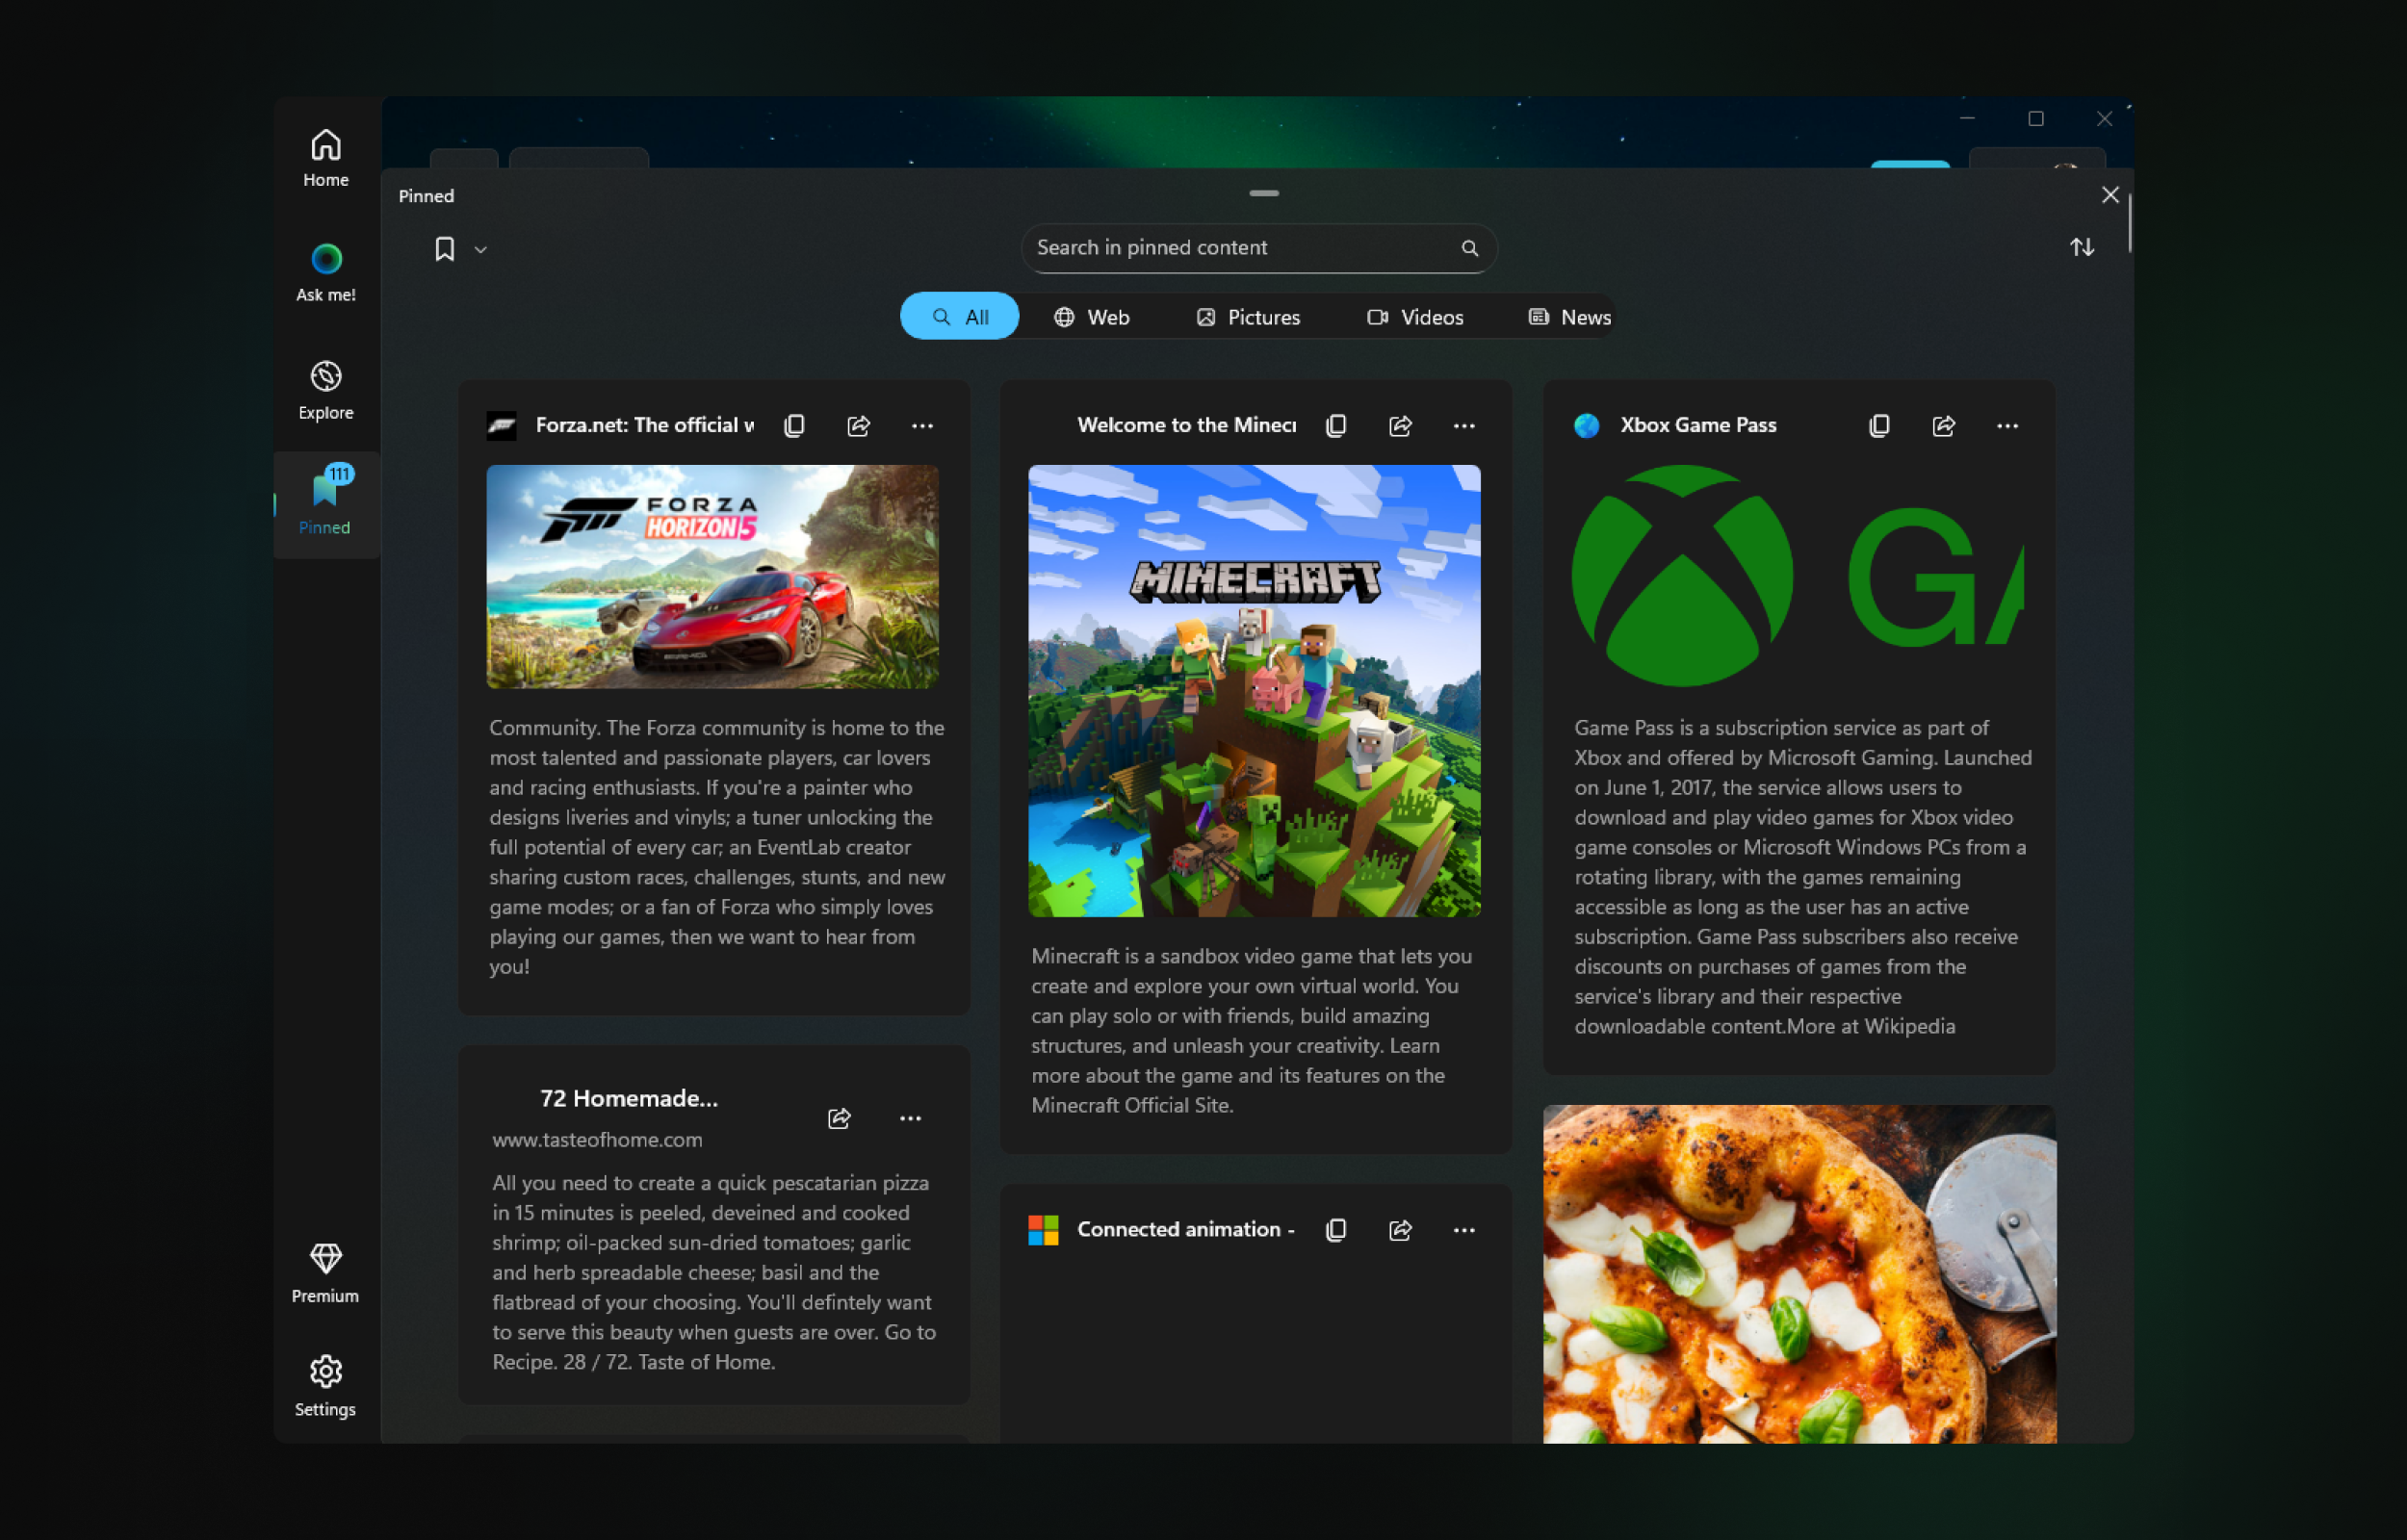 Home
Ask me!
Explore
111
Pinned
Premium
Settings
Pinned
Search in pinned content
All
Web
Pictures
Videos
News
Forza.net: The official w
FORZA
HORIZON 5
Community. The Forza community is home to the
most talented and passionate players, car lovers
and racing enthusiasts. If you're a painter who
designs liveries and vinyls; a tuner unlocking the
full potential of every car; an EventLab creator
sharing custom races, challenges, stunts, and new
game modes; or a fan of Forza who simply loves
playing our games, then we want to hear from
you!
72 Homemade...
www.tasteofhome.com
All you need to create a quick pescatarian pizza
in 15 minutes is peeled, deveined and cooked
shrimp; oil-packed sun-dried tomatoes; garlic
and herb spreadable cheese; basil and the
flatbread of your choosing. You'll defintely want
to serve this beauty when guests are over. Go to
Recipe. 28 / 72. Taste of Home.
Welcome to the Minecr
MINECRAFT
Minecraft is a sandbox video game that lets you
create and explore your own virtual world. You
can play solo or with friends, build amazing
structures, and unleash your creativity. Learn
more about the game and its features on the
Minecraft Official Site.
Connected animation -
Xbox Game Pass
GA
Game Pass is a subscription service as part of
Xbox and offered by Microsoft Gaming. Launched
on June 1, 2017, the service allows users to
download and play video games for Xbox video
game consoles or Microsoft Windows PCs from a
rotating library, with the games remaining
accessible as long as the user has an active
subscription. Game Pass subscribers also receive
discounts on purchases of games from the
service's library and their respective
downloadable content.More at Wikipedia